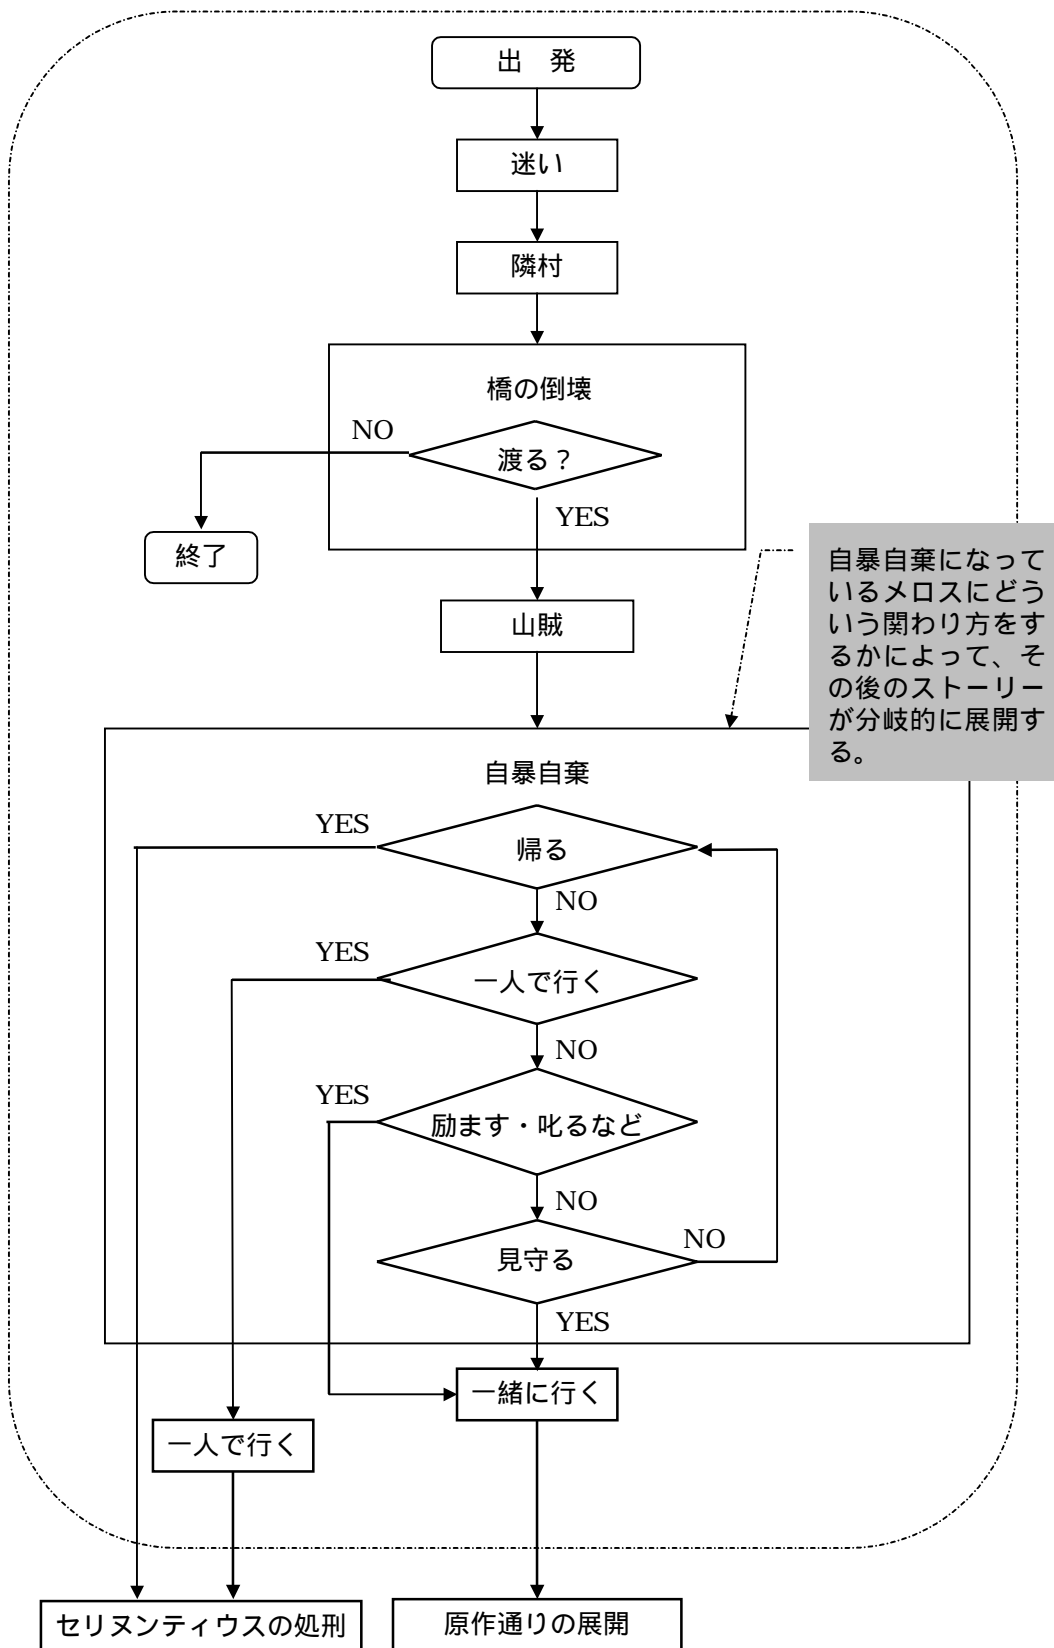 出　発
迷い
隣村
橋の倒壊
NO
渡る？
YES
終了
山賊
自暴自棄になって
いるメロスにどう
いう関わり方をす
るかによって、そ
の後のストーリー
が分岐的に展開す
る。
自暴自棄
YES
帰る
NO
YES
一人で行く
NO
YES
励ます・叱るなど
NO
見守る
NO
YES
一緒に行く
一人で行く
セリヌンティウスの処刑
原作通りの展開